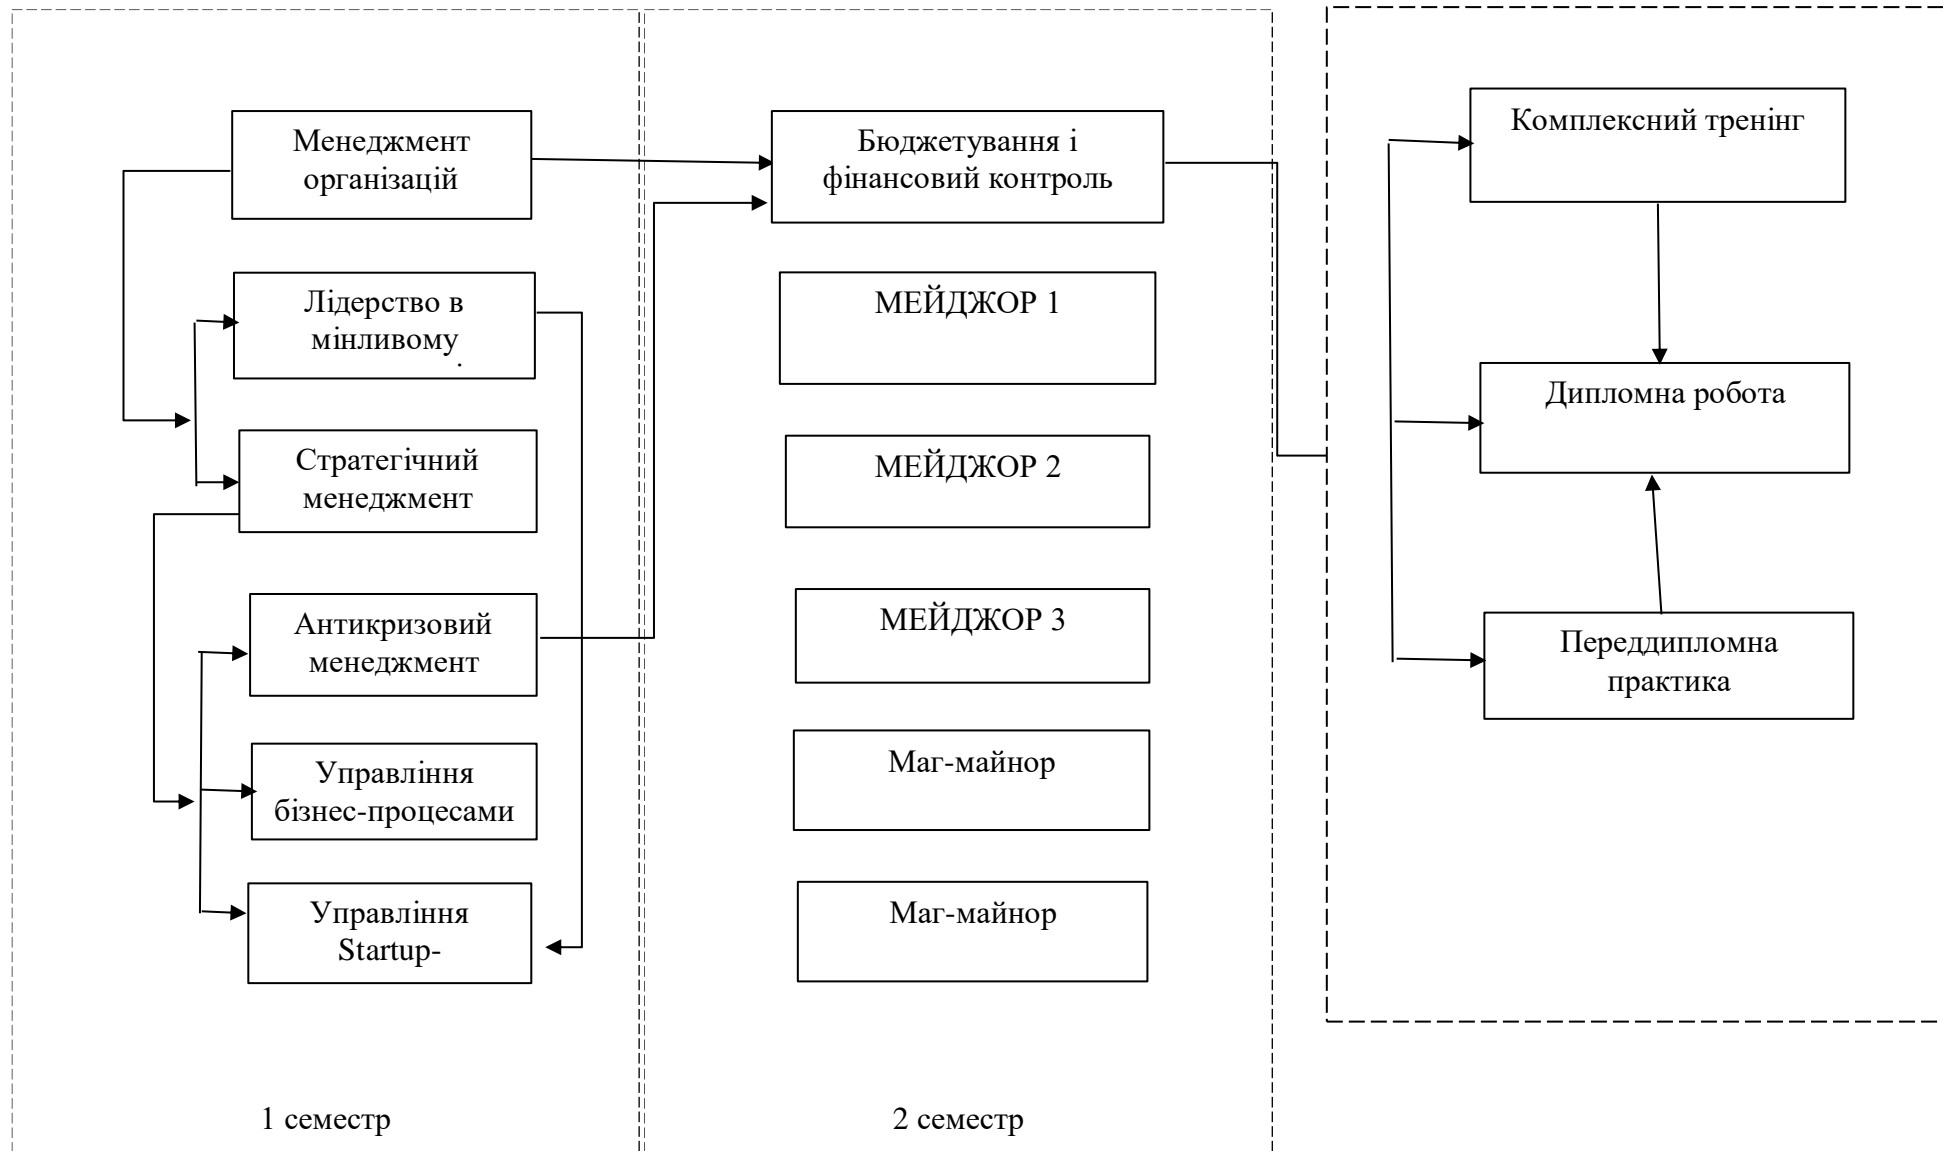 Менеджмент
організацій
Лідерство в
мінливому
Стратегічний
менеджмент
Антикризовий
менеджмент
Управління
бізнес-процесами
Управління
Startup-
1 семестр
Бюджетування і
фінансовий контроль
МЕЙДЖОР 1
МЕЙДЖОР 2
МЕЙДЖОР 3
Маг-майнор
Маг-майнор
2 семестр
Комплексний тренінг
Дипломна робота
Переддипломна
практика